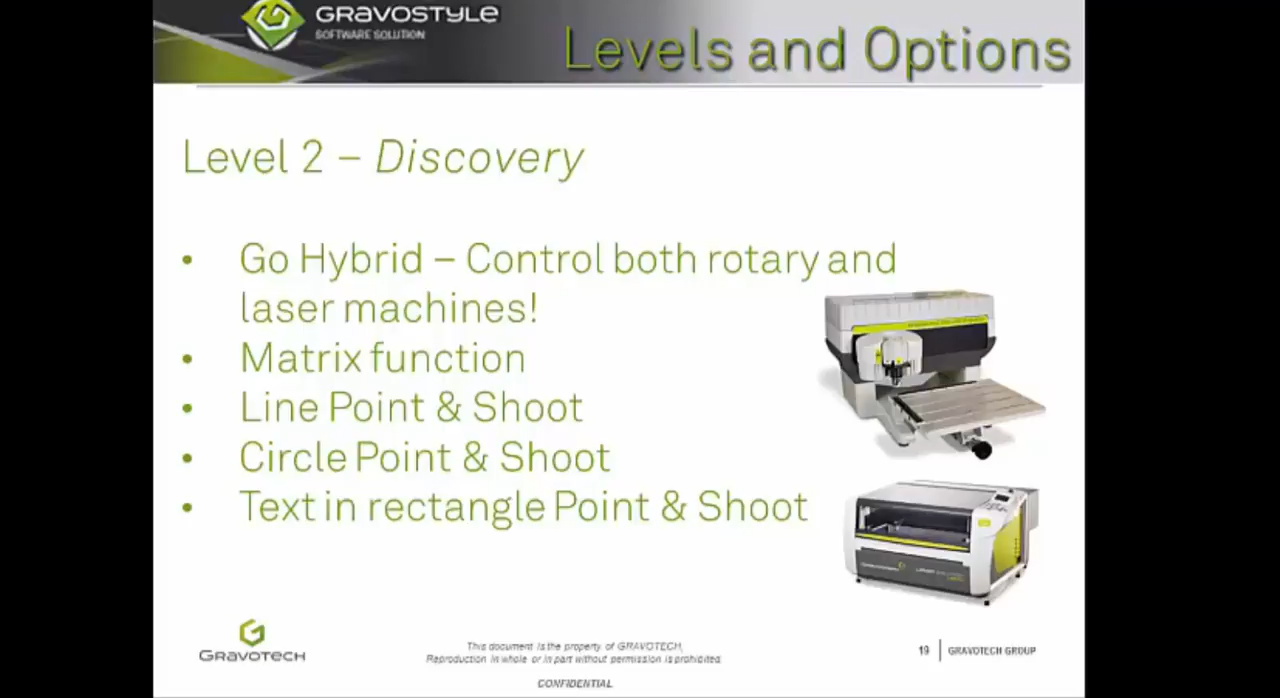 GRAVOSTYLE
SOFTWARE SOLUTION
Levels and Options
Level 2 – Discovery
• Go Hybrid – Control both rotary and
laser machines!
• Matrix function
• Line Point & Shoot
• Circle Point & Shoot
• Text in rectangle Point & Shoot
GRAVOTECH
This document is the property of GRAVOTECH,
Reproduction in whole or in part without permission is prohibited
CONFIDENTIAL
19 | GRAVOTECH GROUP